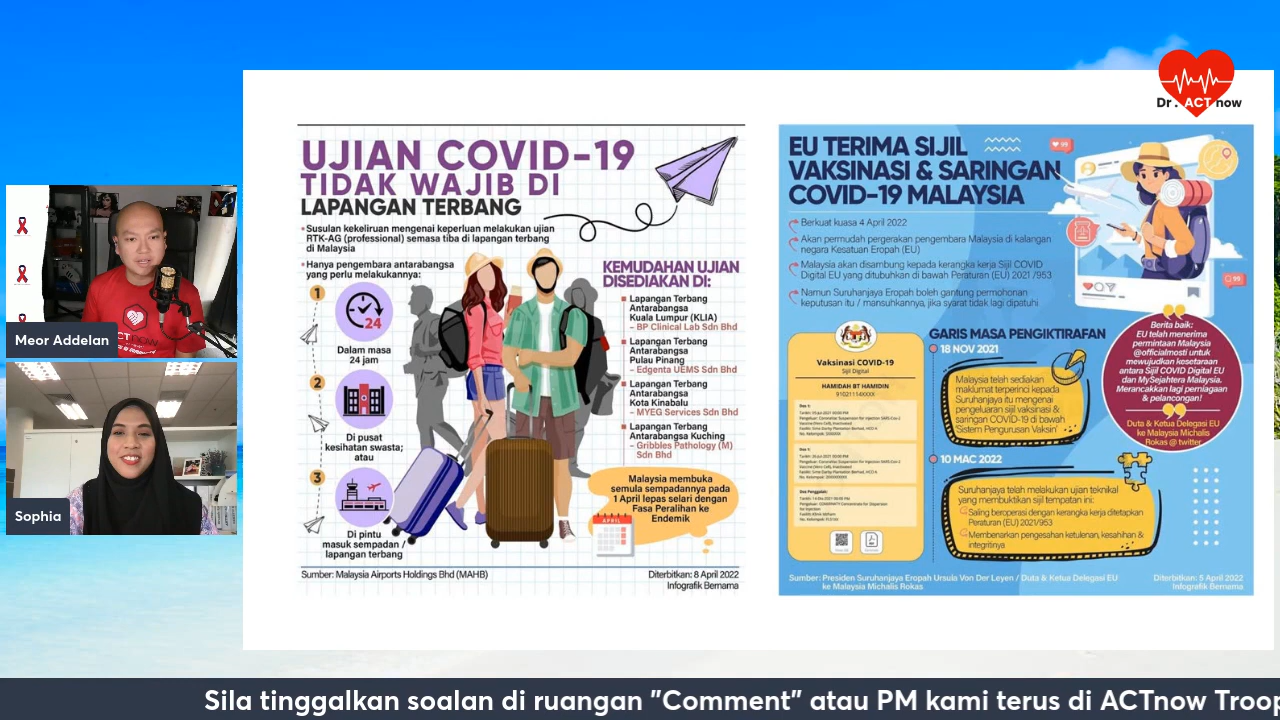 Dr. ACT now
Meor Addelan
Sophia
UJIAN COVID-19
TIDAK WAJIB DI
LAPANGAN TERBANG
• Susulan kekeliruan mengenai keperluan melakukan ujian
RTK-AG (professional) semasa tiba di lapangan terbang
di Malaysia
• Hanya pengembara antarabangsa
yang perlu melakukannya:
1
24
Dalam masa
24 jam
2
Di pusat
kesihatan swasta;
atau
3
Di pintu
masuk sempadan /
lapangan terbang
KEMUDAHAN UJIAN
DISEDIAKAN DI:
Lapangan Terbang
Antarabangsa
Kuala Lumpur (KLIA)
– BP Clinical Lab Sdn Bhd
Lapangan Terbang
Antarabangsa
Pulau Pinang
– Edgenta UEMS Sdn Bhd
Lapangan Terbang
Antarabangsa
Kota Kinabalu
– MYEG Services Sdn Bhd
Lapangan Terbang
Antarabangsa Kuching
– Gribbles Pathology (M)
Sdn Bhd
Malaysia membuka
semula sempadannya pada
1 April lepas selari dengan
Fasa Peralihan ke
Endemik
APRIL
Sumber: Malaysia Airports Holdings Bhd (MAHB)
Diterbitkan: 8 April 2022
Infografik Bernama
EU TERIMA SIJIL
VAKSINASI & SARINGAN
COVID-19 MALAYSIA
Berkuat kuasa 4 April 2022
Akan permudah pergerakan pengembara Malaysia di kalangan
negara Kesatuan Eropah (EU)
Malaysia akan disambung kepada kerangka kerja Sijil COVID
Digital EU yang ditubuhkan di bawah Peraturan (EU) 2021 /953
Namun Suruhanjaya Eropah boleh gantung permohonan
keputusan itu / mansuhkannya, jika syarat tidak lagi dipatuhi
99
99
Vaksinasi COVID-19
Sijil Digital
HAMIDAH BT HAMIDIN
91021114XXXX
GARIS MASA PENGIKTIRAFAN
18 NOV 2021
Malaysia telah sediakan
maklumat terperinci kepada
Suruhanjaya itu mengenai
pengeluaran sijil vaksinasi &
saringan COVID-19 di bawah
'Sistem Pengurusan Vaksin'
10 MAC 2022
Suruhanjaya telah melakukan ujian teknikal
yang membuktikan sijil tempatan ini:
Saling beroperasi dengan kerangka kerja ditetapkan
Peraturan (EU) 2021/953
Membenarkan pengesahan ketulenan, kesahihan &
integritinya
Berita baik:
EU telah menerima
permintaan Malaysia
@officialmosti untuk
mewujudkan kesetaraan
antara Sijil COVID Digital EU
dan MySejahtera Malaysia.
Merancakkan lagi perniagaan
& pelancongan!
Duta & Ketua Delegasi EU
ke Malaysia Michalis
Rokas @ twitter
Sumber: Presiden Suruhanjaya Eropah Ursula Von Der Leyen / Duta & Ketua Delegasi EU
ke Malaysia Michalis Rokas
Diterbitkan: 5 April 2022
Infografik Bernama
Sila tinggalkan soalan di ruangan "Comment" atau PM kami terus di ACTnow Troop